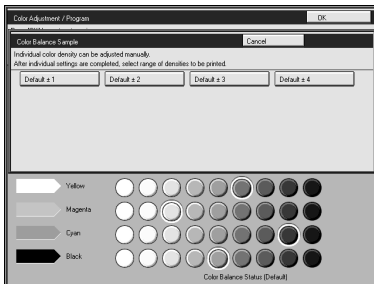 Color Adjustment / Program
OK
Color Balance Sample
Cancel
Individual color density can be adjusted manually.
After individual settings are completed, select range of densities to be printed.
Default ± 1
Default ± 2
Default ± 3
Default ± 4
Yellow
Magenta
Cyan
Black
Color Balance Status (Default)